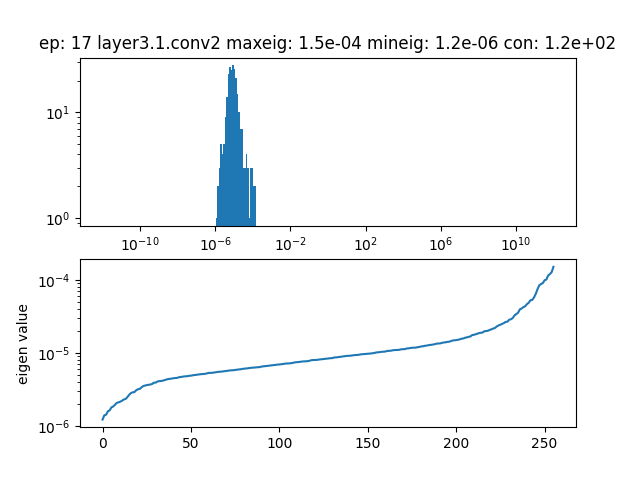 ep: 17 layer3.1.conv2 maxeig: 1.5e-04 mineig: 1.2e-06 con: 1.2e+02
10¹
10⁰
10⁻¹⁰ 10⁻⁶ 10⁻² 10² 10⁶ 10¹⁰
eigen value
10⁻⁴
10⁻⁵
10⁻⁶
0 50 100 150 200 250